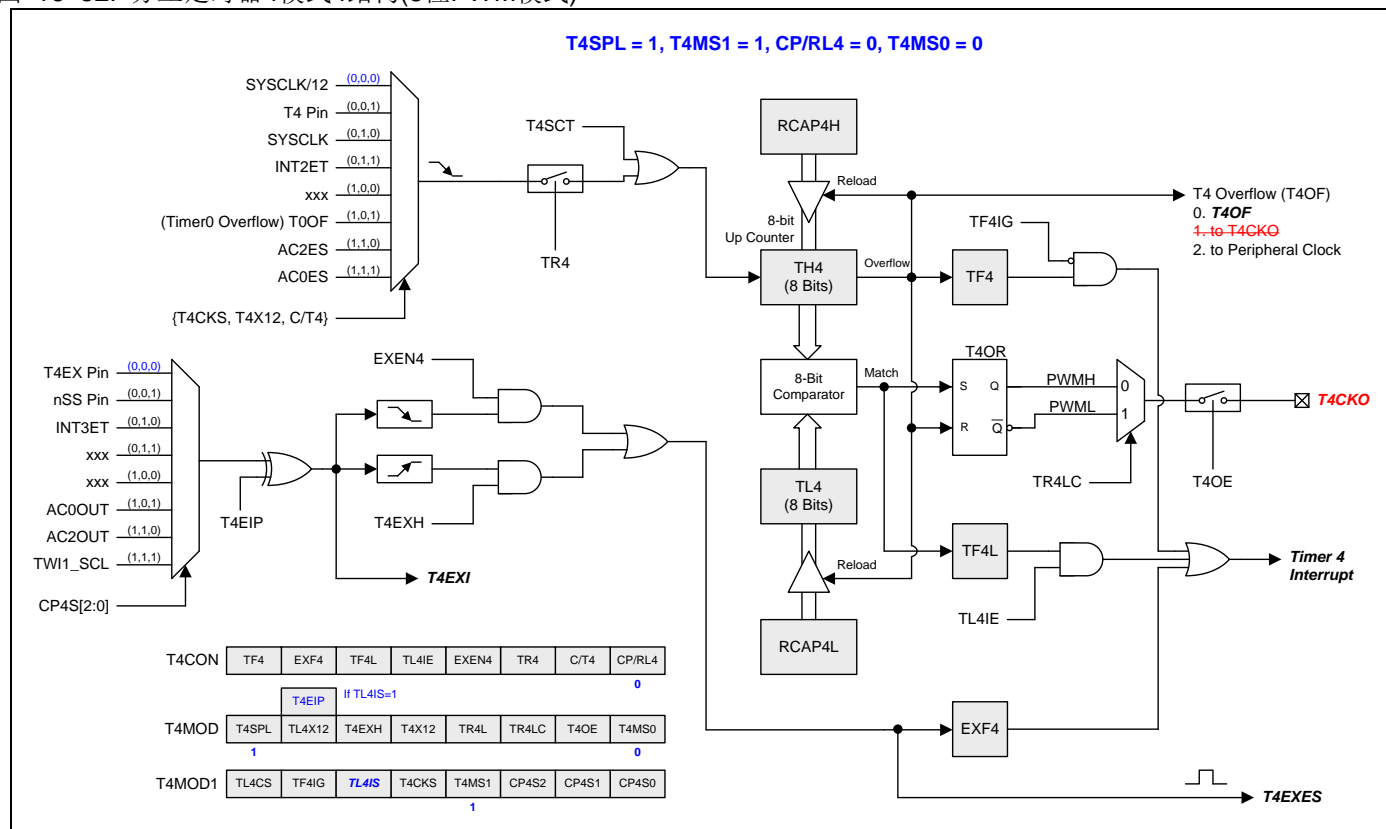 T4SPL = 1, T4MS1 = 1, CP/RL4 = 0, T4MS0 = 0
SYSCLK/12 (0,0,0)
T4 Pin (0,0,1)
SYSCLK (0,1,0)
INT2ET (0,1,1)
xxx (1,0,0)
(Timer0 Overflow) T0OF (1,0,1)
AC2ES (1,1,0)
AC0ES (1,1,1)
{T4CKS, T4X12, C/T4}
TR4
T4SCT
RCAP4H
Reload
8-bit
Up Counter
TH4
(8 Bits)
Overflow
T4 Overflow (T4OF)
0. T4OF
1. to T4CKO
2. to Peripheral Clock
TF4IG
TF4
T4EX Pin (0,0,0)
nSS Pin (0,0,1)
INT3ET (0,1,0)
xxx (0,1,1)
xxx (1,0,0)
AC0OUT (1,0,1)
AC2OUT (1,1,0)
TWI1_SCL (1,1,1)
CP4S[2:0]
T4EIP
EXEN4
T4EXH
T4EXI
8-Bit
Comparator
Match
T4OR
S Q
R Q
PWMH
PWML
0
1
TR4LC
T4OE
T4CKO
TL4
(8 Bits)
Reload
RCAP4L
TF4L
TL4IE
Timer 4
Interrupt
EXF4
T4EXES
T4CON TF4 EXF4 TF4L TL4IE EXEN4 TR4 C/T4 CP/RL4
0
T4EIP If TL4IS=1
T4MOD T4SPL TL4X12 T4EXH T4X12 TR4L TR4LC T4OE T4MS0
1 0
T4MOD1 TL4CS TF4IG TL4IS T4CKS T4MS1 CP4S2 CP4S1 CP4S0
1